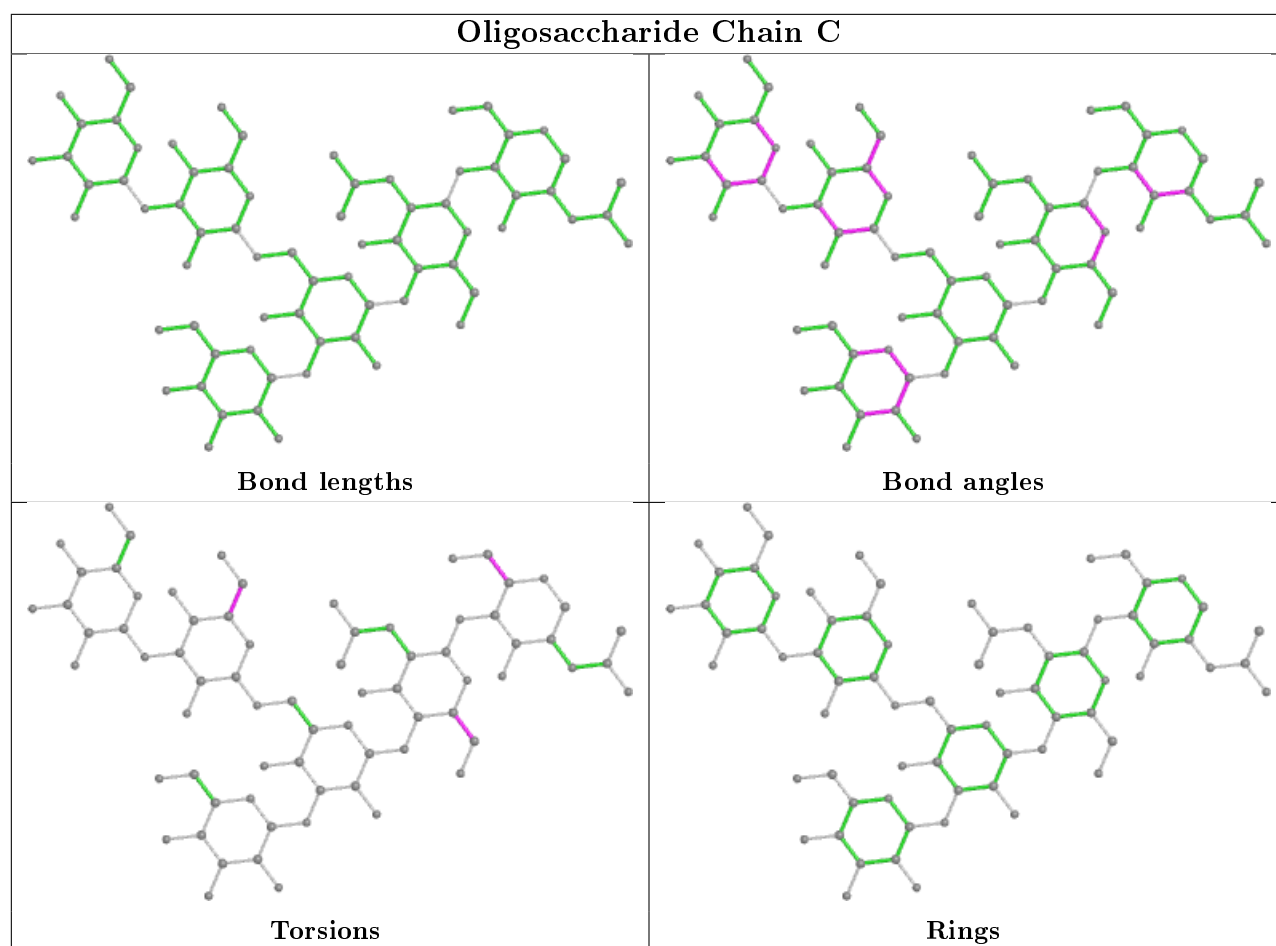 Oligosaccharide Chain C
Bond lengths
Bond angles
Torsions
Rings